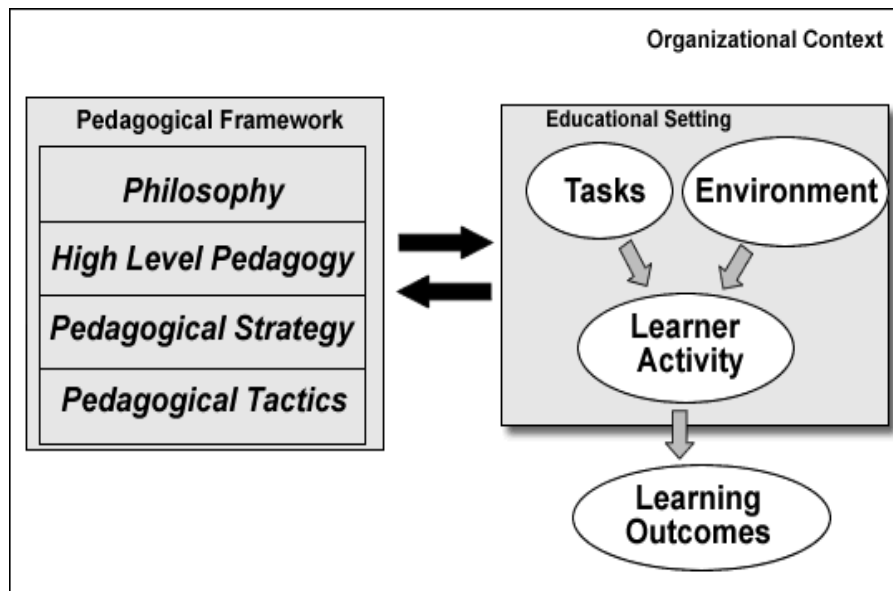 Organizational Context
Pedagogical Framework
Philosophy
High Level Pedagogy
Pedagogical Strategy
Pedagogical Tactics
Educational Setting
Tasks
Environment
Learner
Activity
Learning
Outcomes